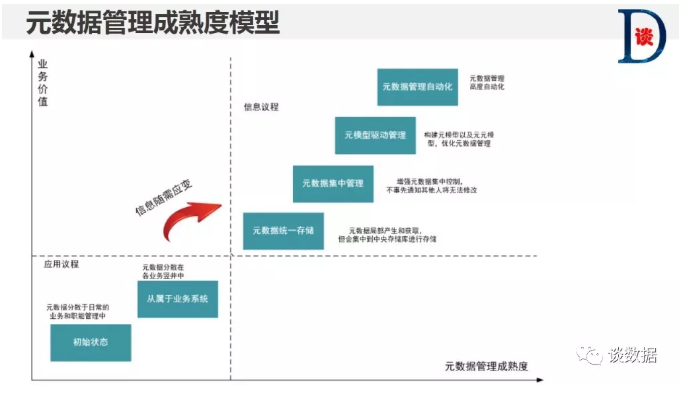 元数据管理成熟度模型
D
谈
业务价值
信息议程
元数据管理自动化
元数据管理
高度自动化
元模型驱动管理
构建元模型以及元元模
型，优化元数据管理
元数据集中管理
增强元数据集中控制，
不事先通知其他人将无法修改
信息随需应变
元数据统一存储
元数据局部产生和获取，
但会集中到中央存储库进行存储
应用议程
元数据分散在
各业务竖井中
从属于业务系统
元数据分散于日常的
业务和职能管理中
初始状态
谈数据
元数据管理成熟度